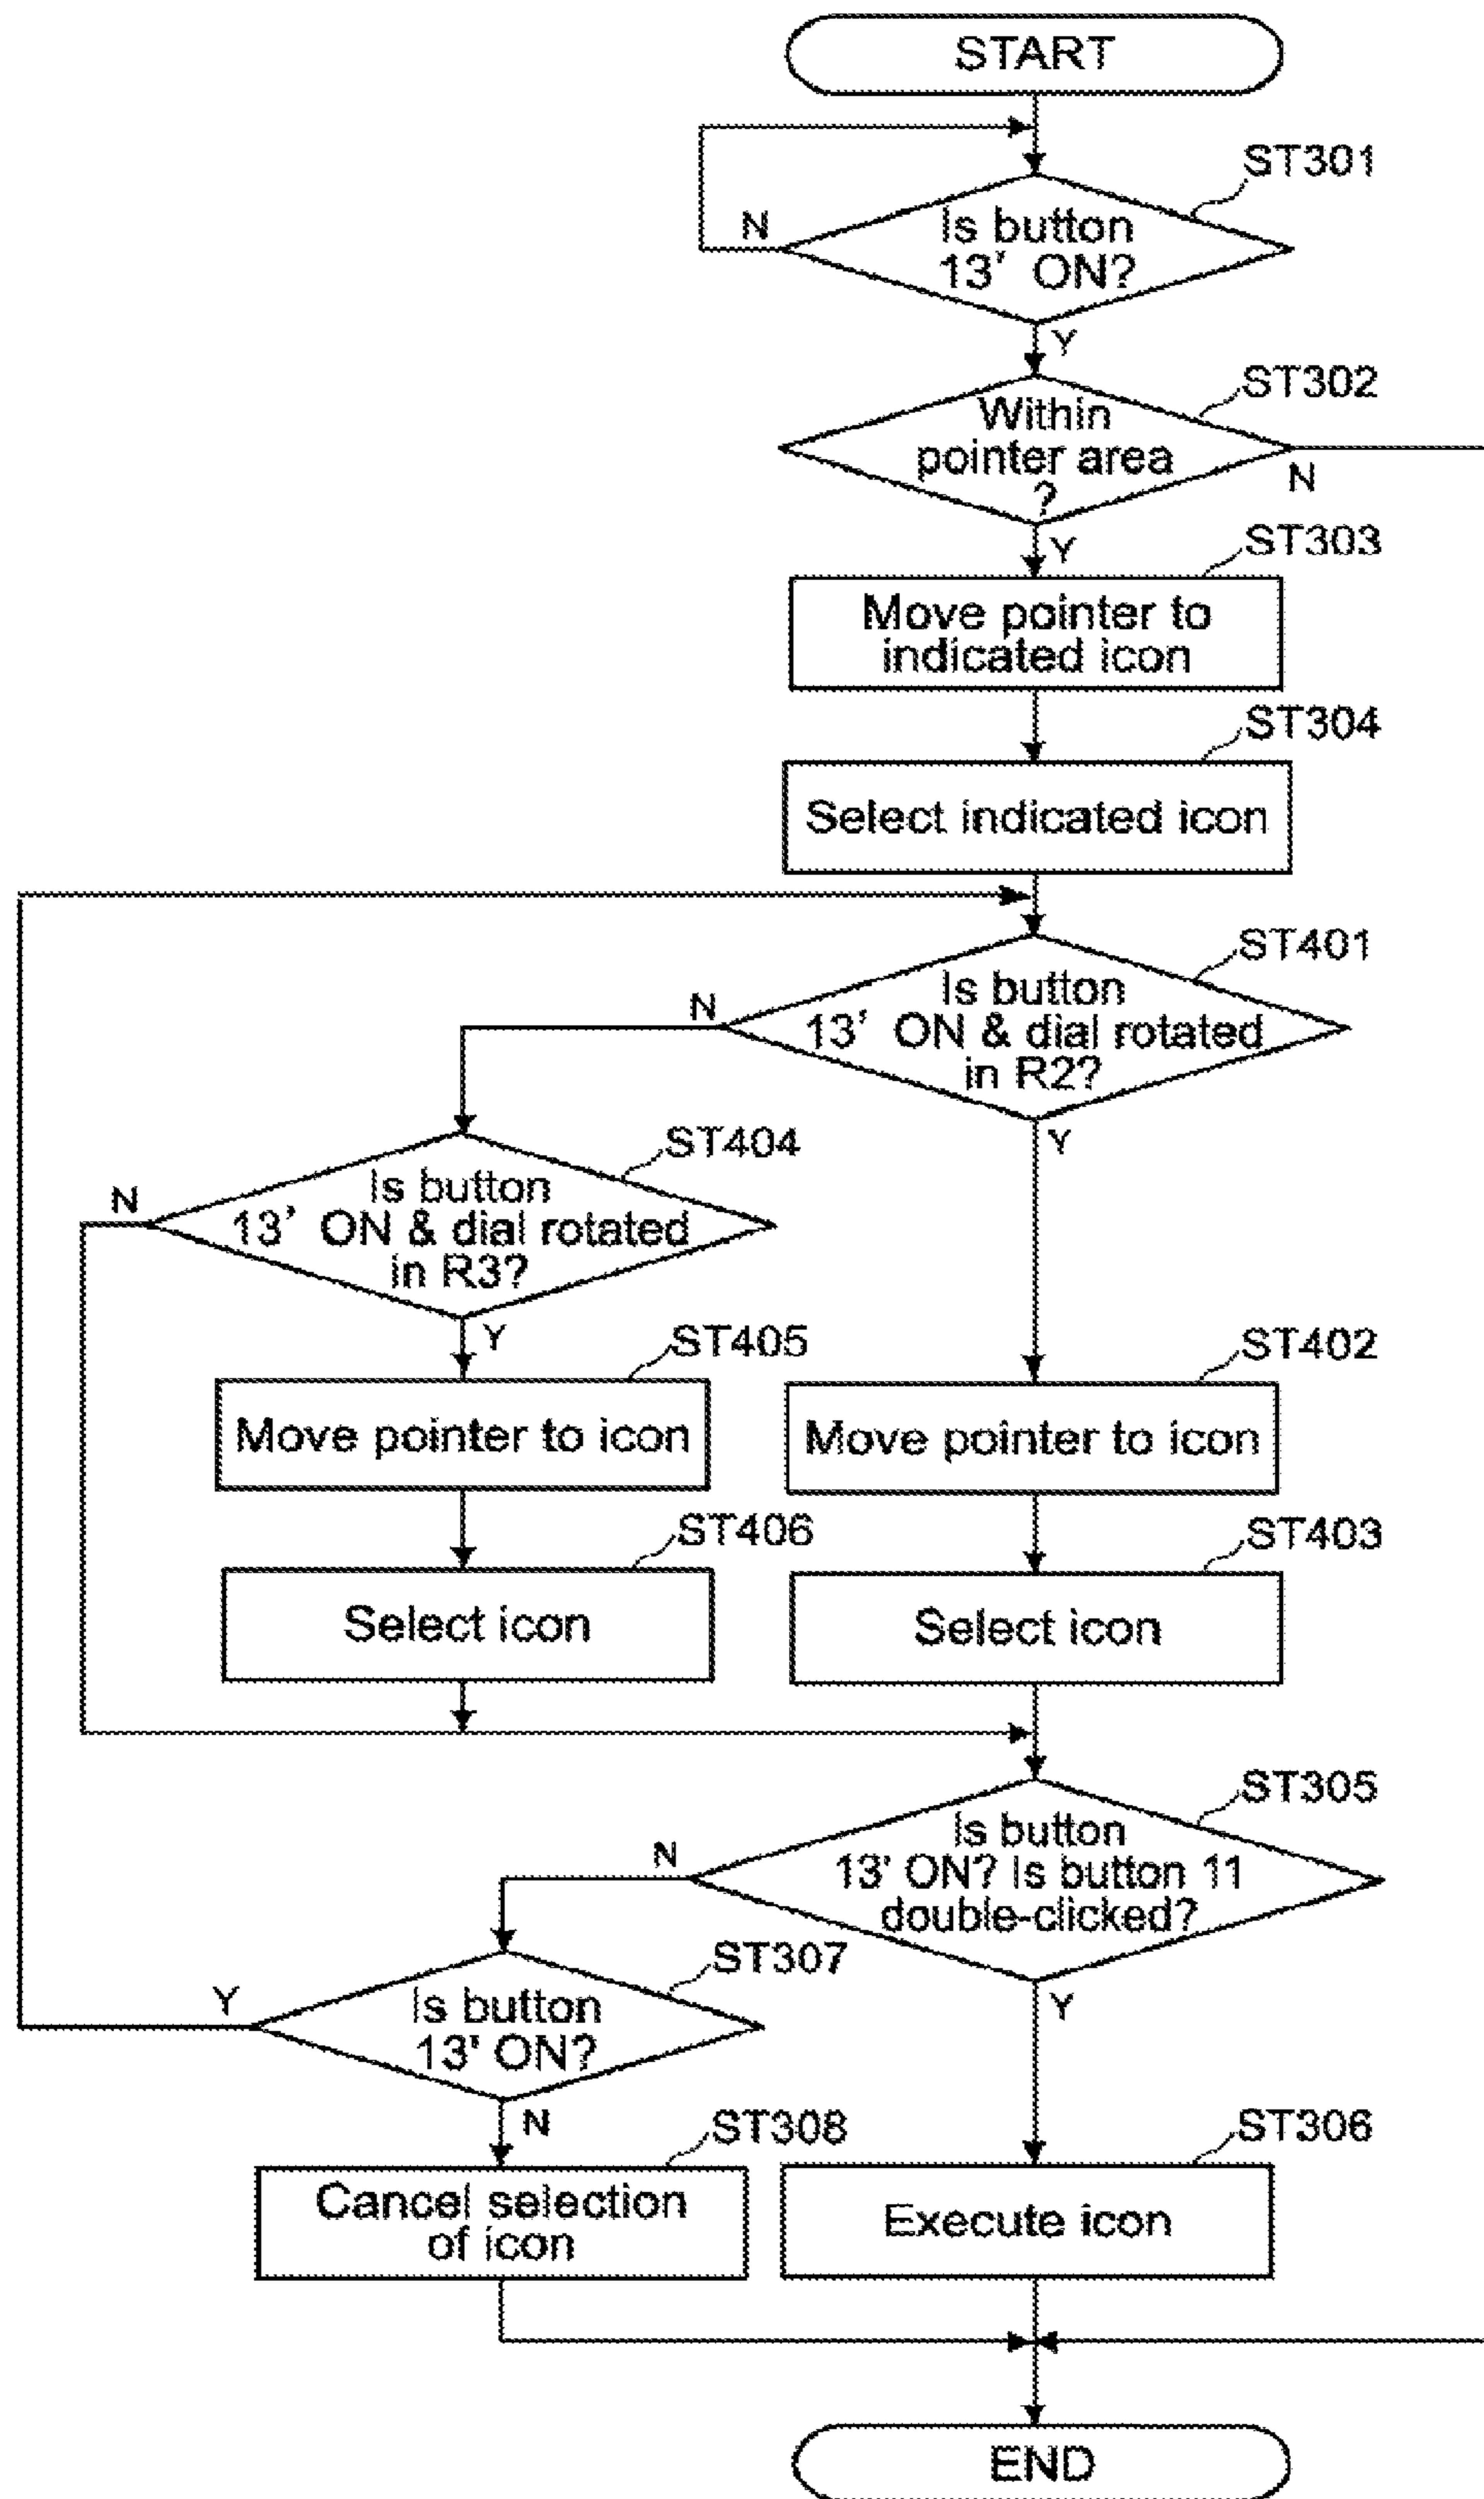 START
ST301
Is button
N
13' ON?
Y
ST302
Within
pointer area
?
N
Y
ST303
Move pointer to
indicated icon
ST304
Select indicated icon
ST401
Is button
N
13' ON & dial rotated
in R2?
Y
ST404
Is button
N
13' ON & dial rotated
in R3?
Y
ST405
ST402
Move pointer to icon
Move pointer to icon
ST406
ST403
Select icon
Select icon
ST305
Is button
N
13' ON? Is button 11
double-clicked?
ST307
Y
Y
Is button
13' ON?
N
ST308
ST306
Cancel selection
of icon
Execute icon
END